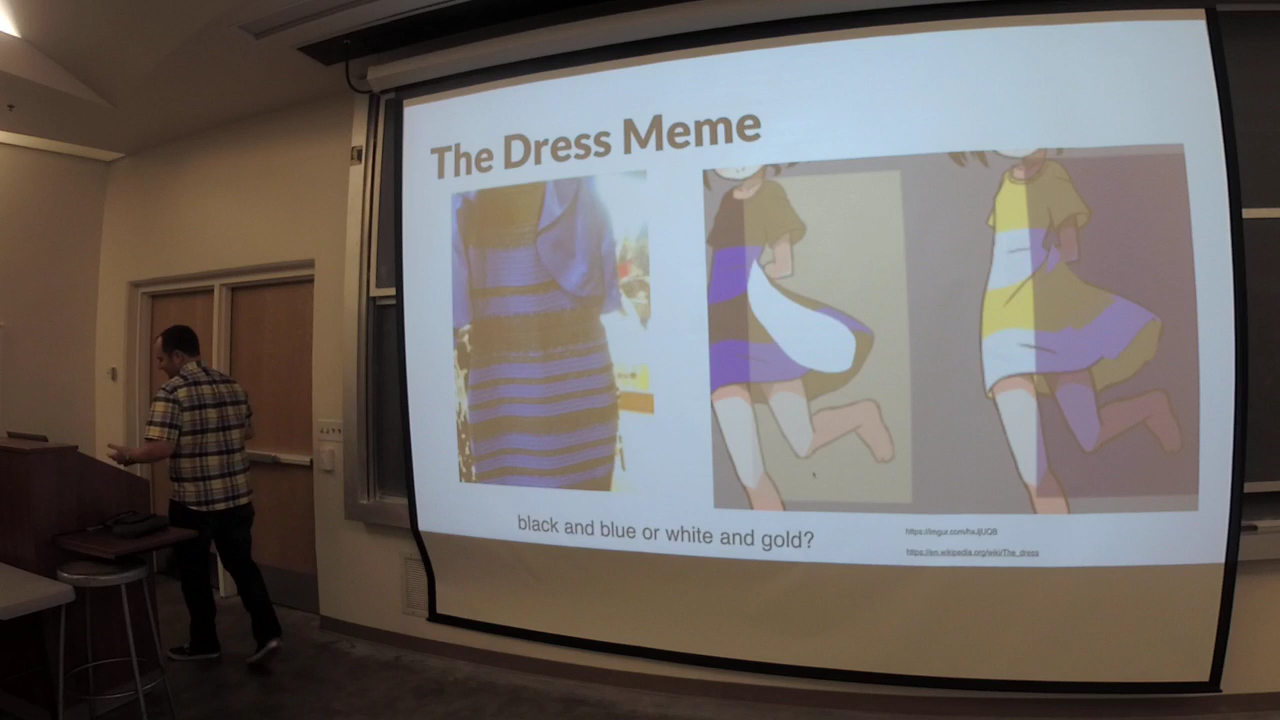 The Dress Meme
black and blue or white and gold?
https://en.wikipedia.org/wiki/The_dress